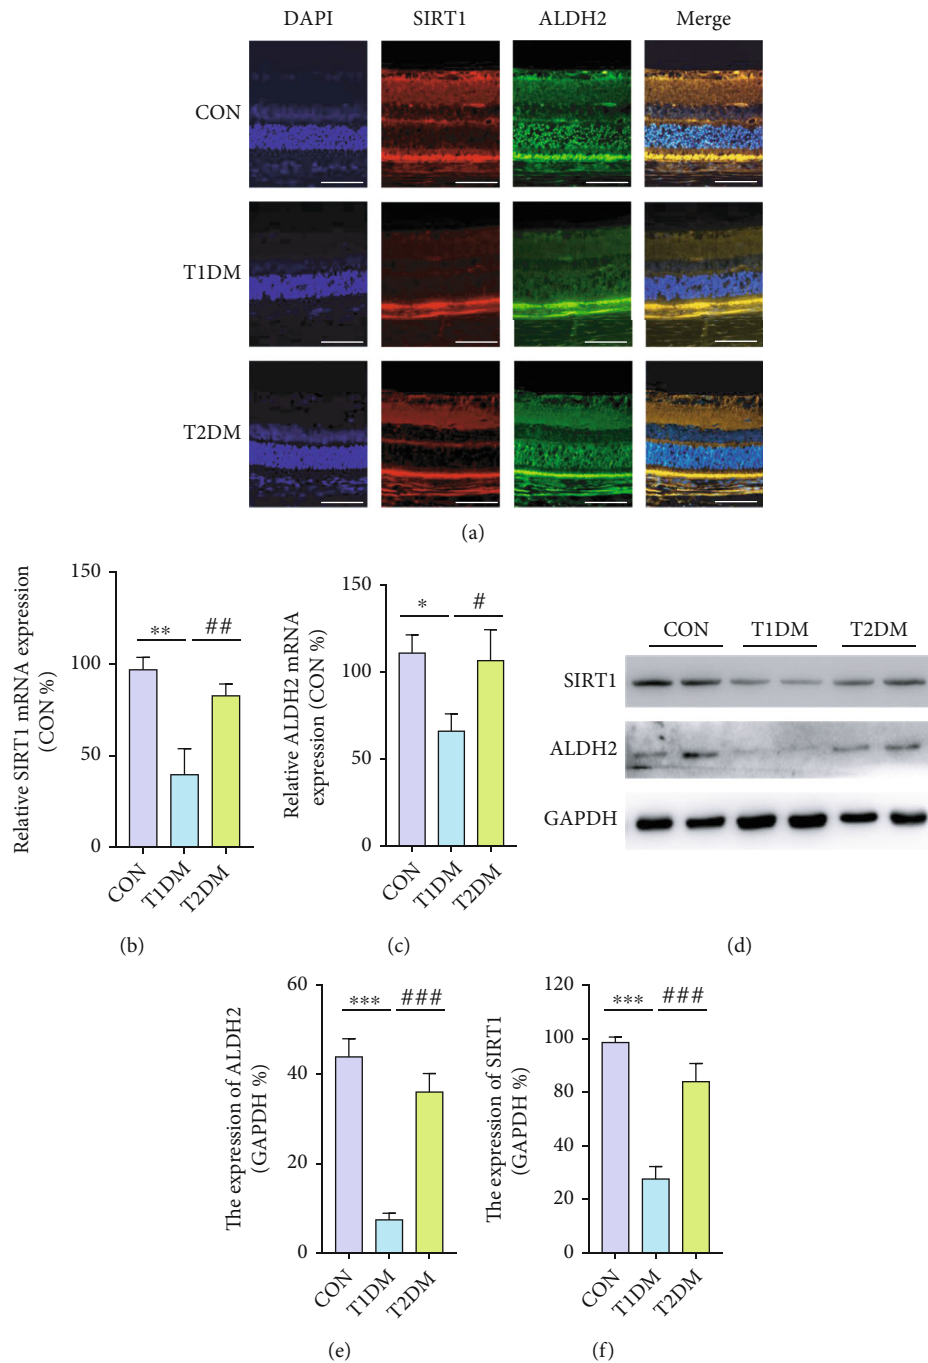 DAPI SIRT1 ALDH2 Merge
CON
T1DM
T2DM
(a)
Relative SIRT1 mRNA expression
(CON %)
150
100
50
0
** ##
CON T1DM T2DM
(b)
Relative ALDH2 mRNA
expression (CON %)
150
100
50
0
* #
CON T1DM T2DM
(c)
CON T1DM T2DM
SIRT1
ALDH2
GAPDH
(d)
The expression of ALDH2
(GAPDH %)
60
40
20
0
*** ###
CON T1DM T2DM
(e)
The expression of SIRT1
(GAPDH %)
120
100
80
60
40
20
0
*** ###
CON T1DM T2DM
(f)